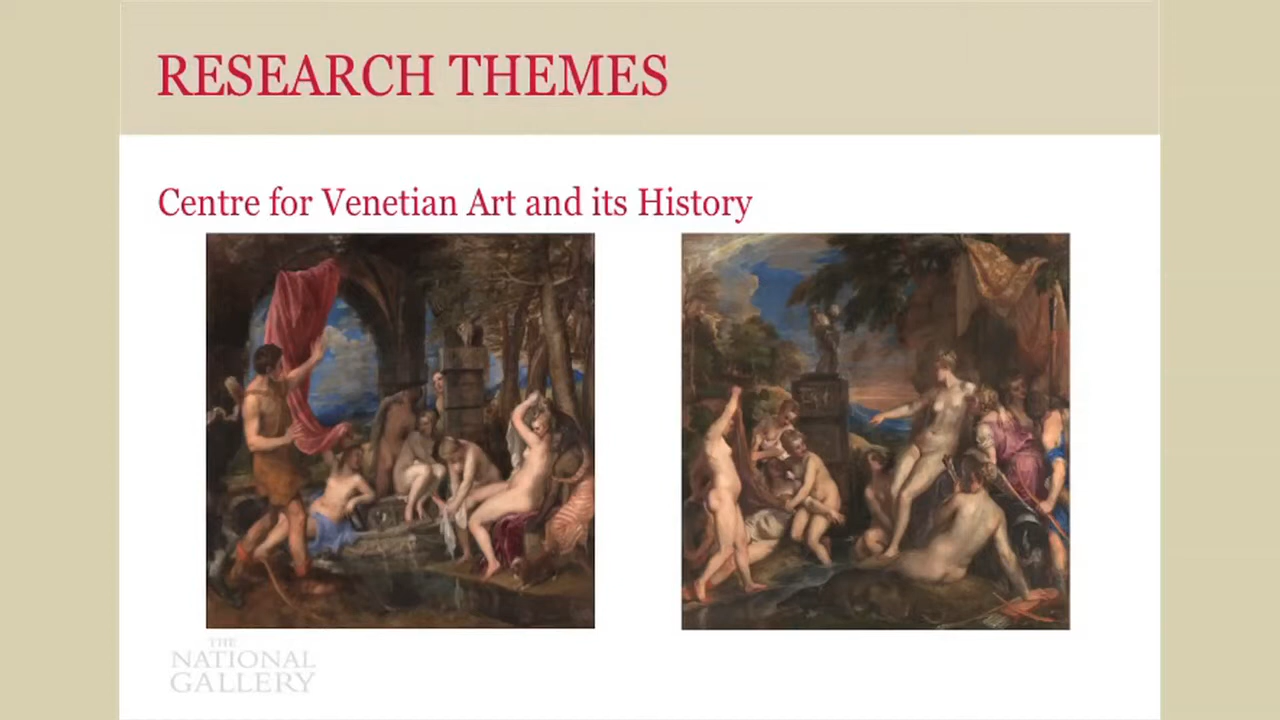 RESEARCH THEMES
Centre for Venetian Art and its History
THE
NATIONAL
GALLERY